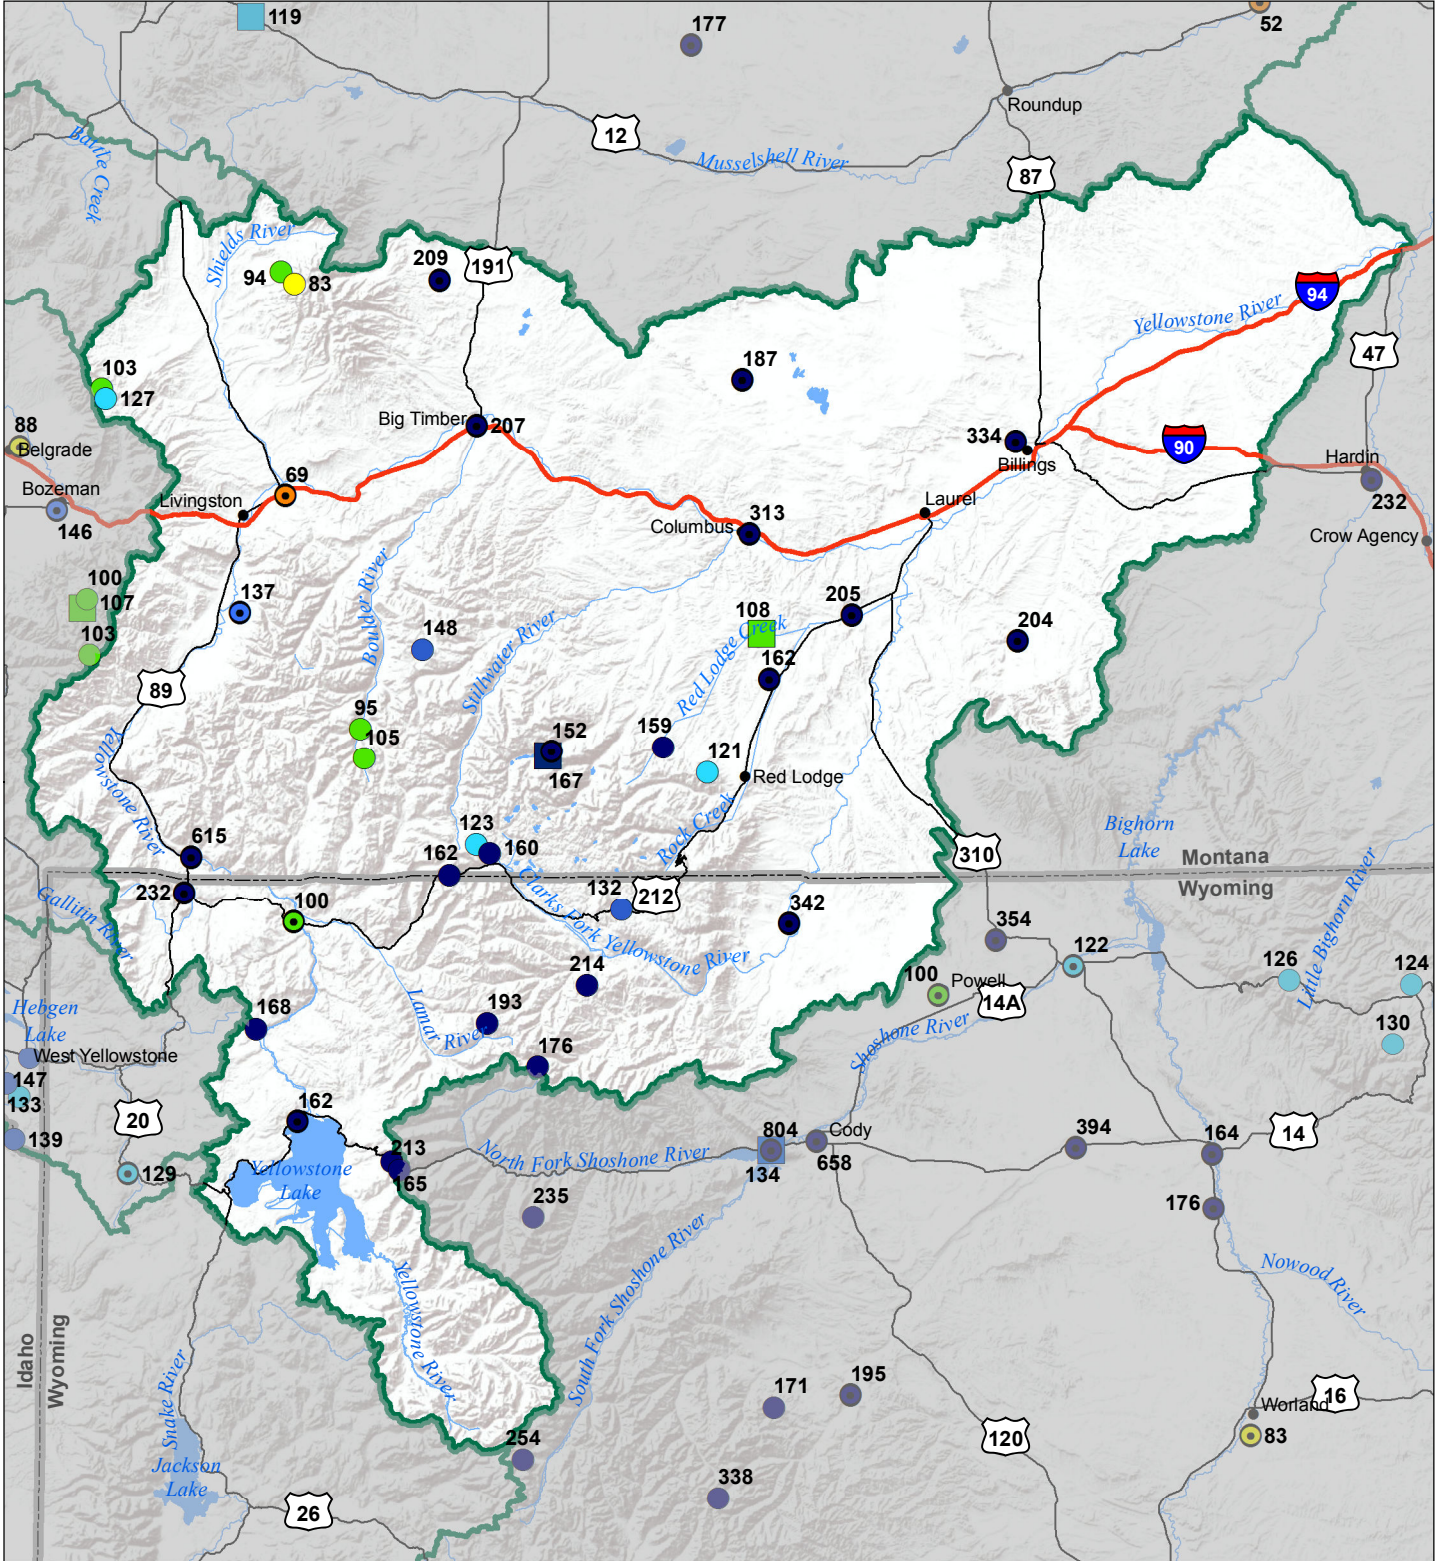 119
177
52
Roundup
12
Battle Creek
Musselshell River
87
Shields River
94
83
209
191
94
Yellowstone River
47
187
103
127
88
Belgrade
Big Timber
207
334
Billings
90
Hardin
232
69
Bozeman
146
Livingston
Laurel
313
Columbus
Crow Agency
100
107
103
137
Boulder River
148
Stillwater River
108
Red Lodge Creek
205
204
162
89
95
105
152
167
159
121
Red Lodge
Yellowstone River
615
123
160
162
Rock Creek
310
Bighorn
Lake
Montana
Wyoming
232
Gallitin River
100
132
212
Clarks Fork Yellowstone River
342
354
122
126
124
Little Bighorn River
214
100
Powell
14A
130
Hebgen
Lake
168
Lamar River
193
176
Shoshone River
West Yellowstone
147
133
139
20
129
162
Yellowstone
Lake
213
165
North Fork Shoshone River
804
134
Cody
658
394
164
14
176
235
South Fork Shoshone River
Nowood River
Yellowstone River
Idaho
Wyoming
Snake River
171
195
Worland
16
83
120
254
338
Jackson
Lake
26